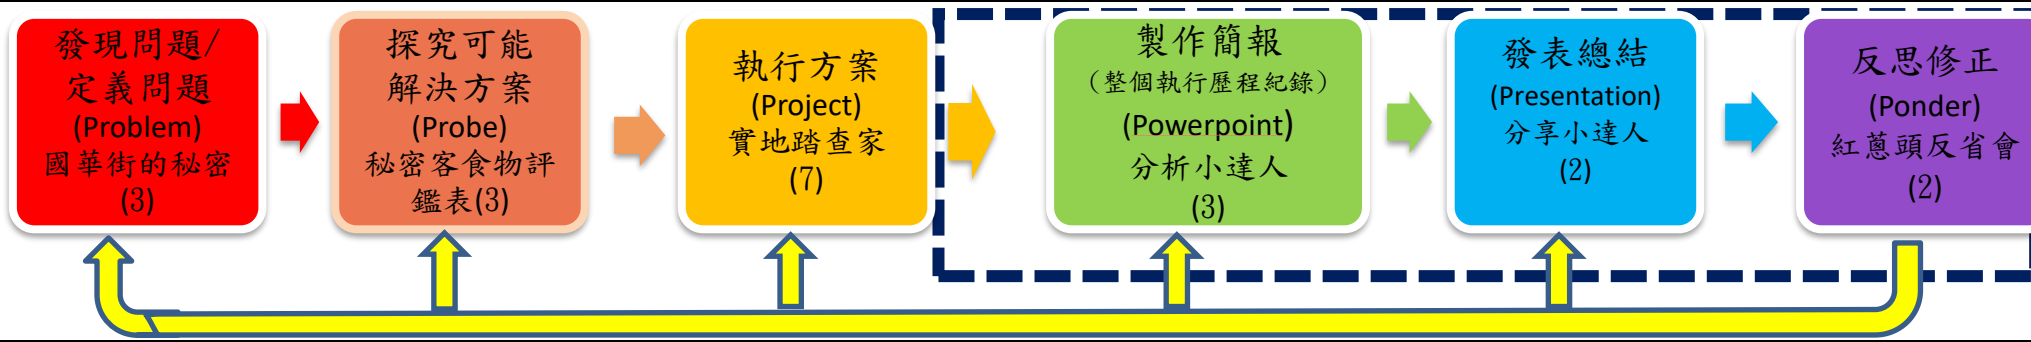 發現問題/
定義問題
(Problem)
國華街的秘密
(3)
探究可能
解決方案
(Probe)
秘密客食物評
鑑表(3)
執行方案
(Project)
實地踏查家
(7)
製作簡報
(整個執行歷程紀錄)
(Powerpoint)
分析小達人
(3)
發表總結
(Presentation)
分享小達人
(2)
反思修正
(Ponder)
紅蔥頭反省會
(2)